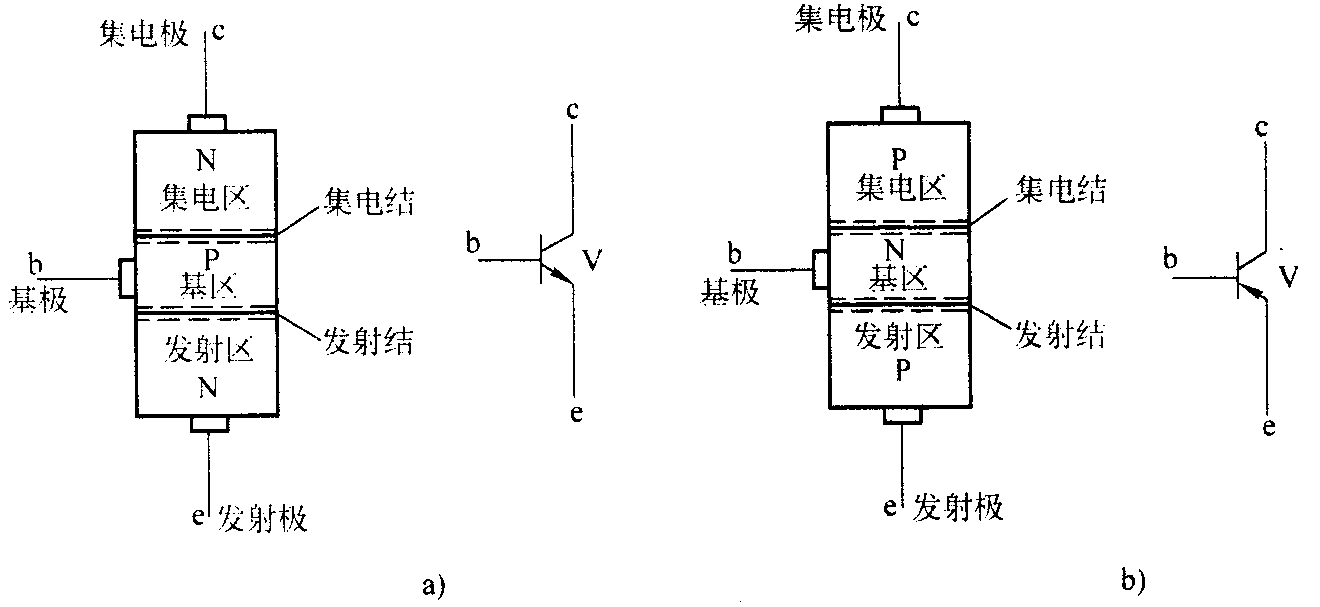 集电极 c
N
集电区
集电结
b
基极
P
基区
发射区
N
发射结
e 发射极
c
b
V
e
a)
集电极 c
P
集电区
集电结
b
基极
N
基区
发射区
P
发射结
e 发射极
c
b
V
e
b)